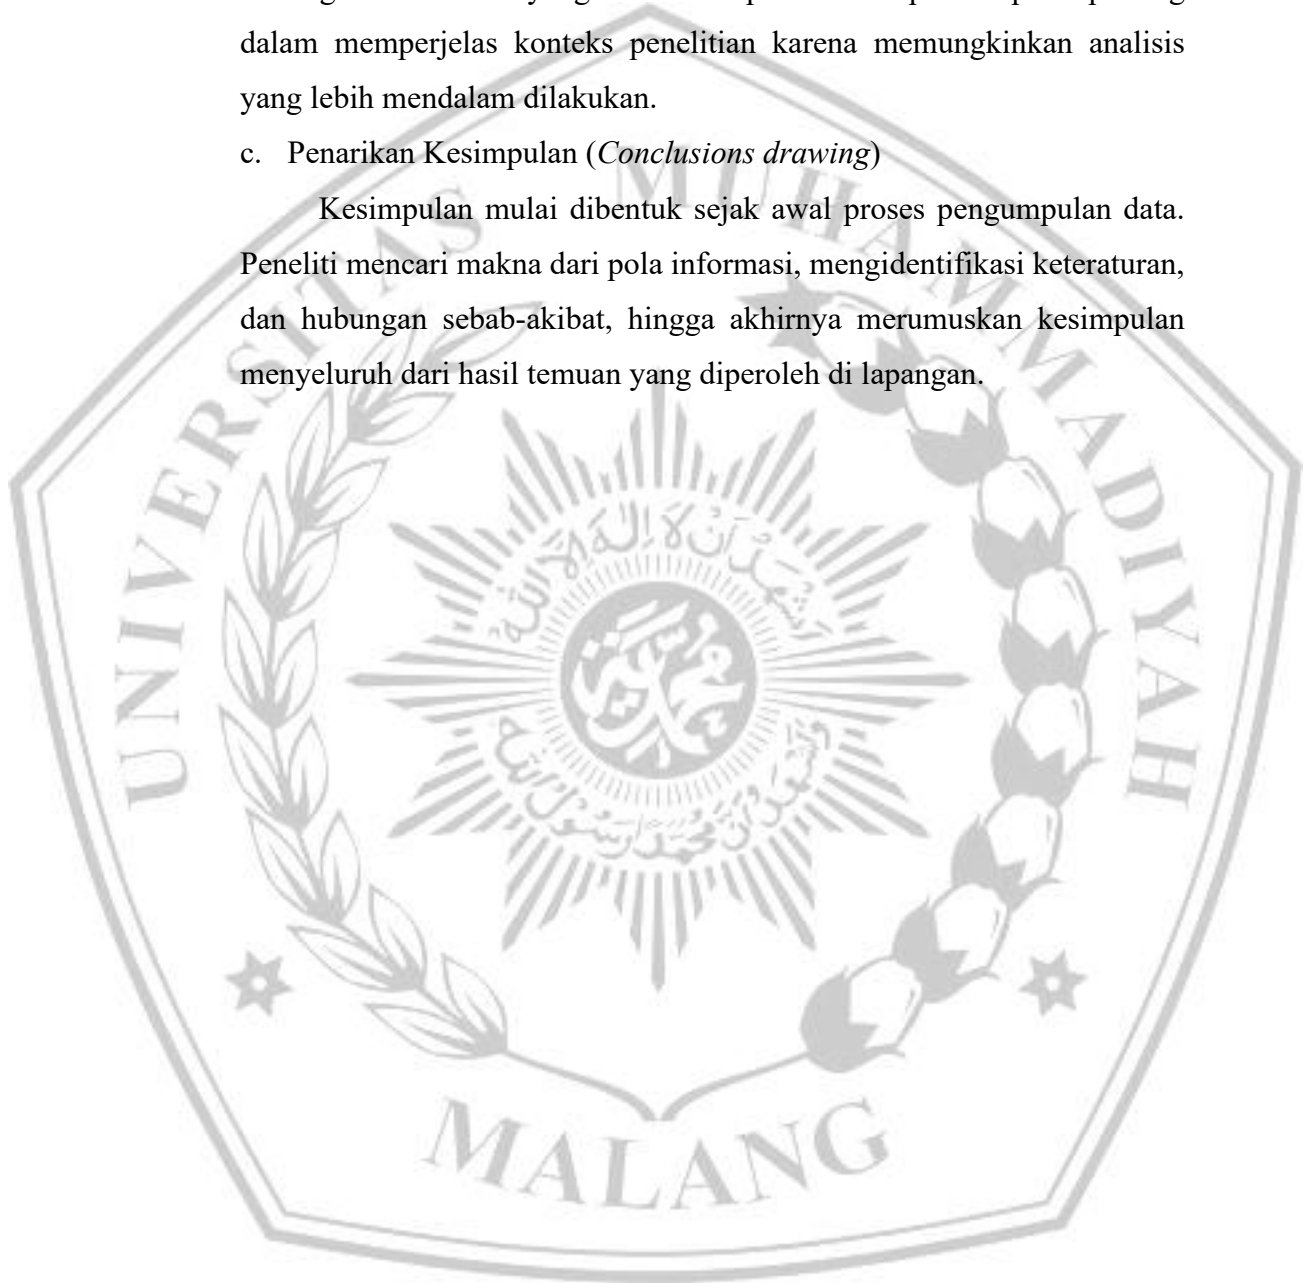 dalam memperjelas konteks penelitian karena memungkinkan analisis
yang lebih mendalam dilakukan.
c. Penarikan Kesimpulan (Conclusions drawing)
Kesimpulan mulai dibentuk sejak awal proses pengumpulan data.
Peneliti mencari makna dari pola informasi, mengidentifikasi keteraturan,
dan hubungan sebab-akibat, hingga akhirnya merumuskan kesimpulan
menyeluruh dari hasil temuan yang diperoleh di lapangan.
UNIVERSITAS MUHAMMADIYAH
MALANG